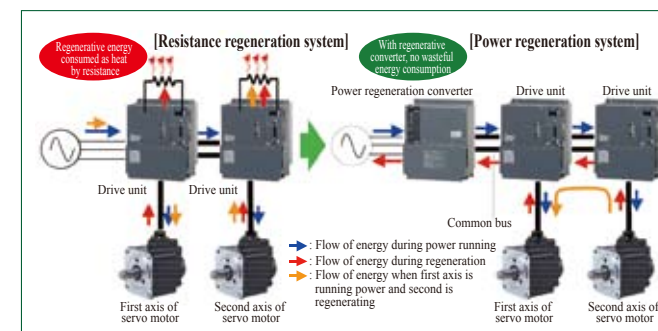 Regenerative energy
consumed as heat
by resistance
[Resistance regeneration system]
With regenerative
converter, no wasteful
energy consumption
[Power regeneration system]
Power regeneration converter
Drive unit
Drive unit
Drive unit
Drive unit
Common bus
: Flow of energy during power running
: Flow of energy during regeneration
: Flow of energy when first axis is
running power and second is
regenerating
First axis of
servo motor
Second axis of
servo motor
First axis of
servo motor
Second axis of
servo motor